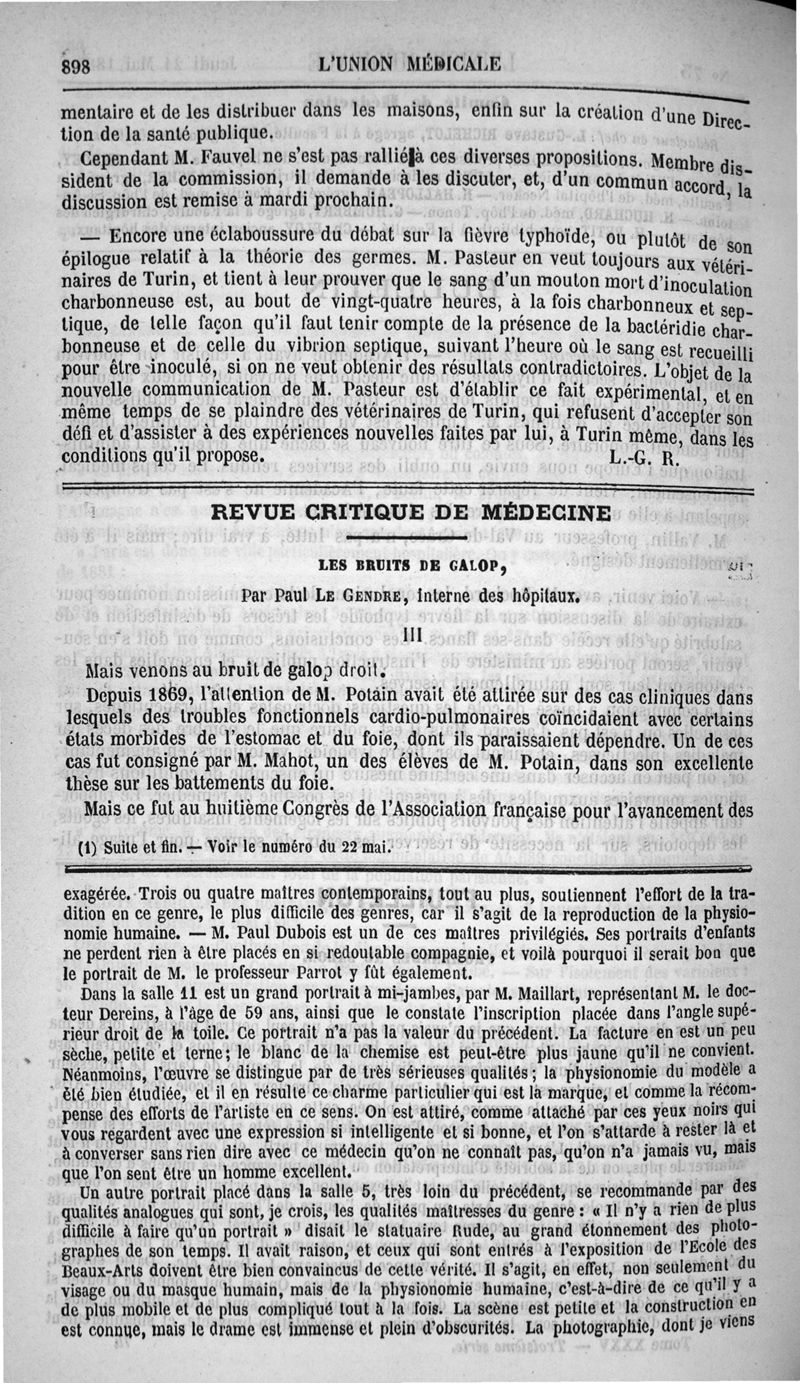 898
L'UNION MÉDICALE
mentaire et de les distribuer dans les maisons, enfin sur la création d'une Direc-
tion de la santé publique.
Cependant M. Fauvel ne s'est pas rallié à ces diverses propositions. Membre dis-
sident de la commission, il demande à les discuter, et, d'un commun accord, la
discussion est remise à mardi prochain.
— Encore une éclaboussure du débat sur la fièvre typhoïde, ou plutôt de son
épilogue relatif à la théorie des germes. M. Pasteur en veut toujours aux vétéri-
naires de Turin, et tient à leur prouver que le sang d'un mouton mort d'inoculation
charbonneuse est, au bout de vingt-quatre heures, à la fois charbonneux et sep-
tique, de telle façon qu'il faut tenir compte de la présence de la bactéridie char-
bonneuse et de celle du vibrion septique, suivant l'heure où le sang est recueilli
pour être inoculé, si on ne veut obtenir des résultats contradictoires. L'objet de la
nouvelle communication de M. Pasteur est d'établir ce fait expérimental, et en
même temps de se plaindre des vétérinaires de Turin, qui refusent d'accepter son
défi et d'assister à des expériences nouvelles faites par lui, à Turin même, dans les
conditions qu'il propose. L.-G. R.
REVUE CRITIQUE DE MÉDECINE
LES BRUITS DE GALOP,
Par Paul LE GENDRE, interne des hôpitaux.
III
Mais venons au bruit de galop droit.
Depuis 1869, l'attention de M. Potain avait été attirée sur des cas cliniques dans
lesquels des troubles fonctionnels cardio-pulmonaires coïncidaient avec certains
états morbides de l'estomac et du foie, dont ils paraissaient dépendre. Un de ces
cas fut consigné par M. Mahot, un des élèves de M. Potain, dans son excellente
thèse sur les battements du foie.
Mais ce fut au huitième Congrès de l'Association française pour l'avancement des
(1) Suite et fin. — Voir le numéro du 22 mai.
exagérée. Trois ou quatre maîtres contemporains, tout au plus, soutiennent l'effort de la tra-
dition en ce genre, le plus difficile des genres, car il s'agit de la reproduction de la physio-
nomie humaine. — M. Paul Dubois est un de ces maîtres privilégiés. Ses portraits d'enfants
ne perdent rien à être placés en si redoutable compagnie, et voilà pourquoi il serait bon que
le portrait de M. le professeur Parrot y fût également.
Dans la salle 11 est un grand portrait à mi-jambes, par M. Maillart, représentant M. le doc-
teur Dereins, à l'âge de 59 ans, ainsi que le constate l'inscription placée dans l'angle supé-
rieur droit de la toile. Ce portrait n'a pas la valeur du précédent. La facture en est un peu
sèche, petite et terne; le blanc de la chemise est peut-être plus jaune qu'il ne convient.
Néanmoins, l'œuvre se distingue par de très sérieuses qualités; la physionomie du modèle a
été bien étudiée, et il en résulte ce charme particulier qui est là marque, et comme la récom-
pense des efforts de l'artiste en ce sens. On est attiré, comme attaché par ces yeux noirs qui
vous regardent avec une expression si intelligente et si bonne, et l'on s'attarde à rester là et
à converser sans rien dire avec ce médecin qu'on ne connaît pas, qu'on n'a jamais vu, mais
que l'on sent être un homme excellent.
Un autre portrait placé dans la salle 5, très loin du précédent, se recommande par des
qualités analogues qui sont, je crois, les qualités maîtresses du genre : « Il n'y a rien de plus
difficile à faire qu'un portrait » disait le statuaire Rude, au grand étonnement des photo-
graphes de son temps. Il avait raison, et ceux qui sont entrés à l'exposition de l'Ecole des
Beaux-Arts doivent être bien convaincus de cette vérité. Il s'agit, en effet, non seulement du
visage ou du masque humain, mais de la physionomie humaine, c'est-à-dire de ce qu'il y a
de plus mobile et de plus compliqué tout à la fois. La scène est petite et la construction en
est connue, mais le drame est immense et plein d'obscurités. La photographie, dont je viens